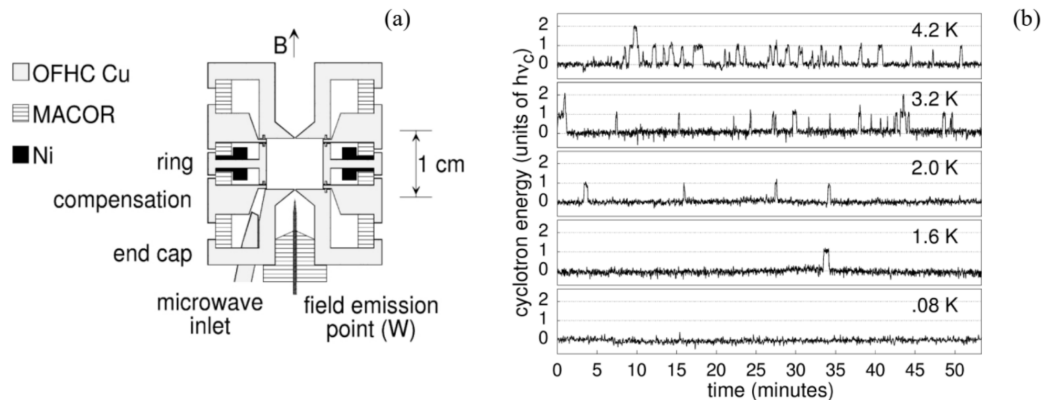 (a)
B
OFHC Cu
MACOR
Ni
ring
1 cm
compensation
end cap
microwave
inlet
field emission
point (W)
(b)
cyclotron energy (units of hν_C)
2
1
0
4.2 K
2
1
0
3.2 K
2
1
0
2.0 K
2
1
0
1.6 K
2
1
0
.08 K
0 5 10 15 20 25 30 35 40 45 50
time (minutes)